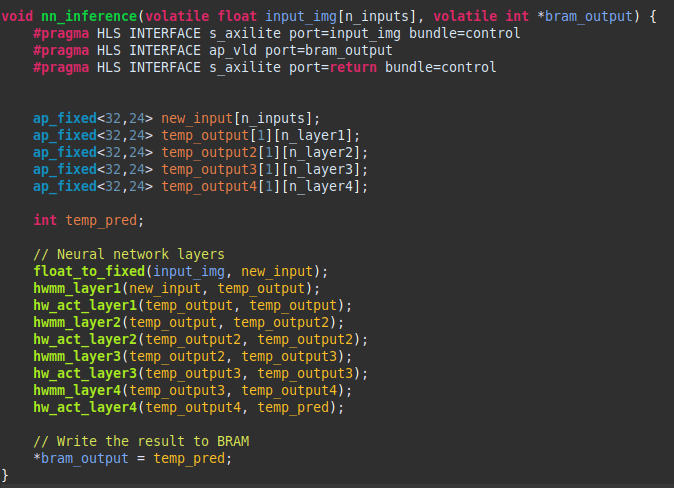 void nn_inference(volatile float input_img[n_inputs], volatile int *bram_output) {
#pragma HLS INTERFACE s_axilite port=input_img bundle=control
#pragma HLS INTERFACE ap_vld port=bram_output
#pragma HLS INTERFACE s_axilite port=return bundle=control
ap_fixed<32,24> new_input[n_inputs];
ap_fixed<32,24> temp_output[1][n_layer1];
ap_fixed<32,24> temp_output2[1][n_layer2];
ap_fixed<32,24> temp_output3[1][n_layer3];
ap_fixed<32,24> temp_output4[1][n_layer4];
int temp_pred;
// Neural network layers
float_to_fixed(input_img, new_input);
hwmm_layer1(new_input, temp_output);
hw_act_layer1(temp_output, temp_output);
hwmm_layer2(temp_output, temp_output2);
hw_act_layer2(temp_output2, temp_output2);
hwmm_layer3(temp_output2, temp_output3);
hw_act_layer3(temp_output3, temp_output3);
hwmm_layer4(temp_output3, temp_output4);
hw_act_layer4(temp_output4, temp_pred);
// Write the result to BRAM
*bram_output = temp_pred;
}